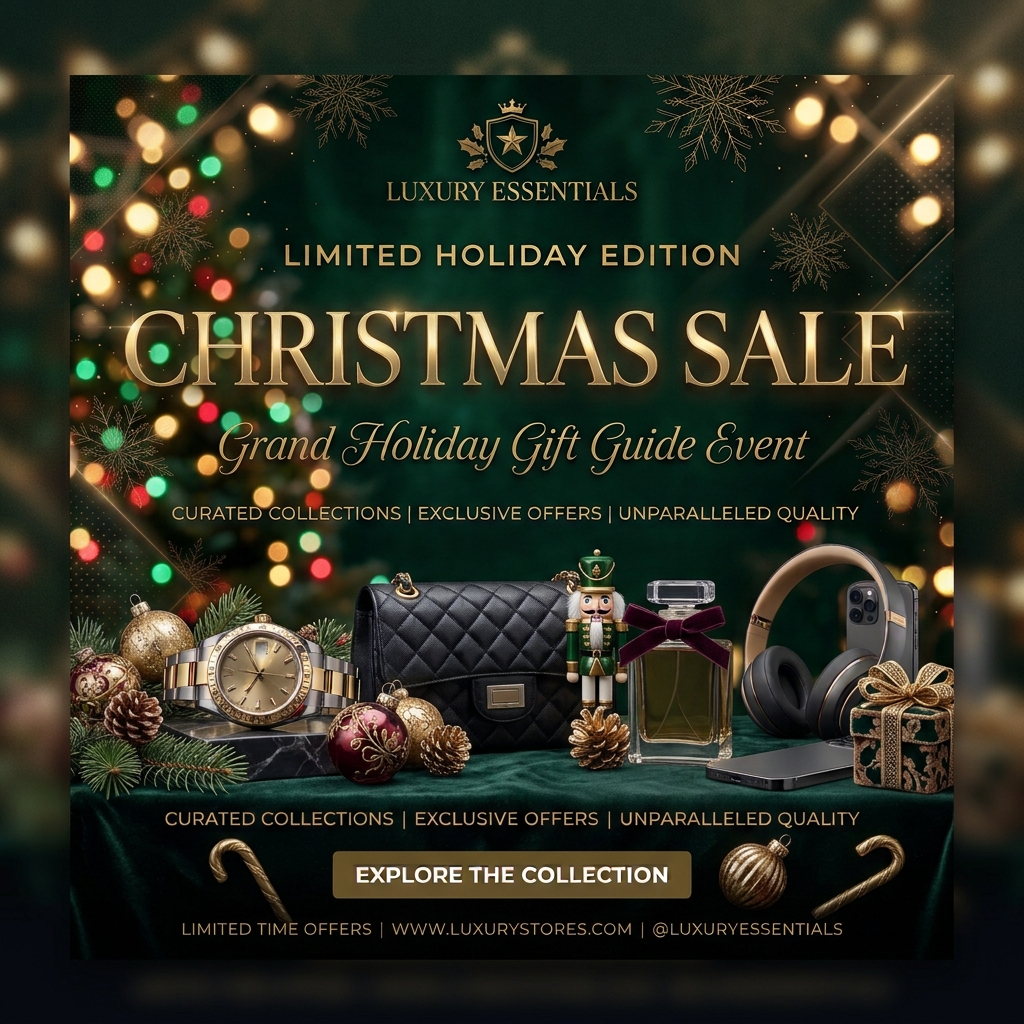 LUXURY ESSENTIALS
LIMITED HOLIDAY EDITION
CHRISTMAS SALE
Grand Holiday Gift Guide Event
CURATED COLLECTIONS | EXCLUSIVE OFFERS | UNPARALLELED QUALITY
CURATED COLLECTIONS | EXCLUSIVE OFFERS | UNPARALLELED QUALITY
EXPLORE THE COLLECTION
LIMITED TIME OFFERS | WWW.LUXURYSTORES.COM | @LUXURYESSENTIALS